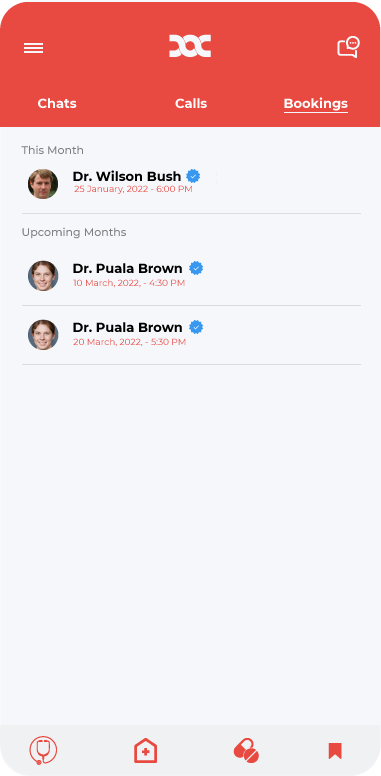 Chats Calls Bookings
This Month
Dr. Wilson Bush
25 January, 2022 - 6:00 PM
Upcoming Months
Dr. Puala Brown
10 March, 2022, - 4:30 PM
Dr. Puala Brown
20 March, 2022, - 5:30 PM